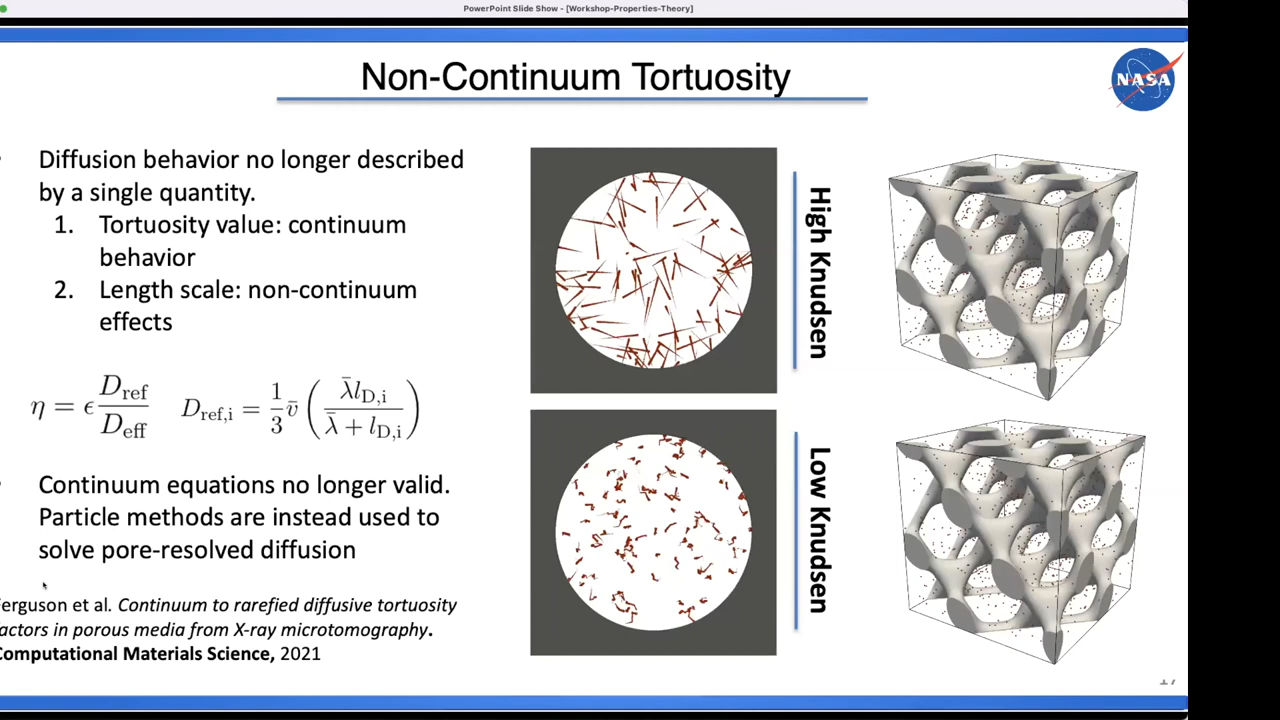 PowerPoint Slide Show - [Workshop-Properties-Theory]
Non-Continuum Tortuosity
NASA
Diffusion behavior no longer described
by a single quantity.
1. Tortuosity value: continuum
behavior
2. Length scale: non-continuum
effects
η = ϵ D_ref / D_eff    D_ref,i = 1/3 v̄ ( λ̄ l_D,i / (λ̄ + l_D,i) )
Continuum equations no longer valid.
Particle methods are instead used to
solve pore-resolved diffusion
erguson et al. Continuum to rarefied diffusive tortuosity
actors in porous media from X-ray microtomography.
Computational Materials Science, 2021
High Knudsen
Low Knudsen